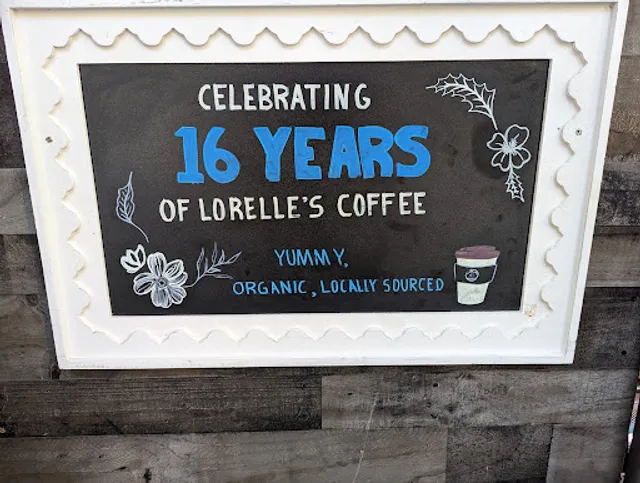 CELEBRATING
16 YEARS
OF LORELLE'S COFFEE
YUMMY,
ORGANIC, LOCALLY SOURCED